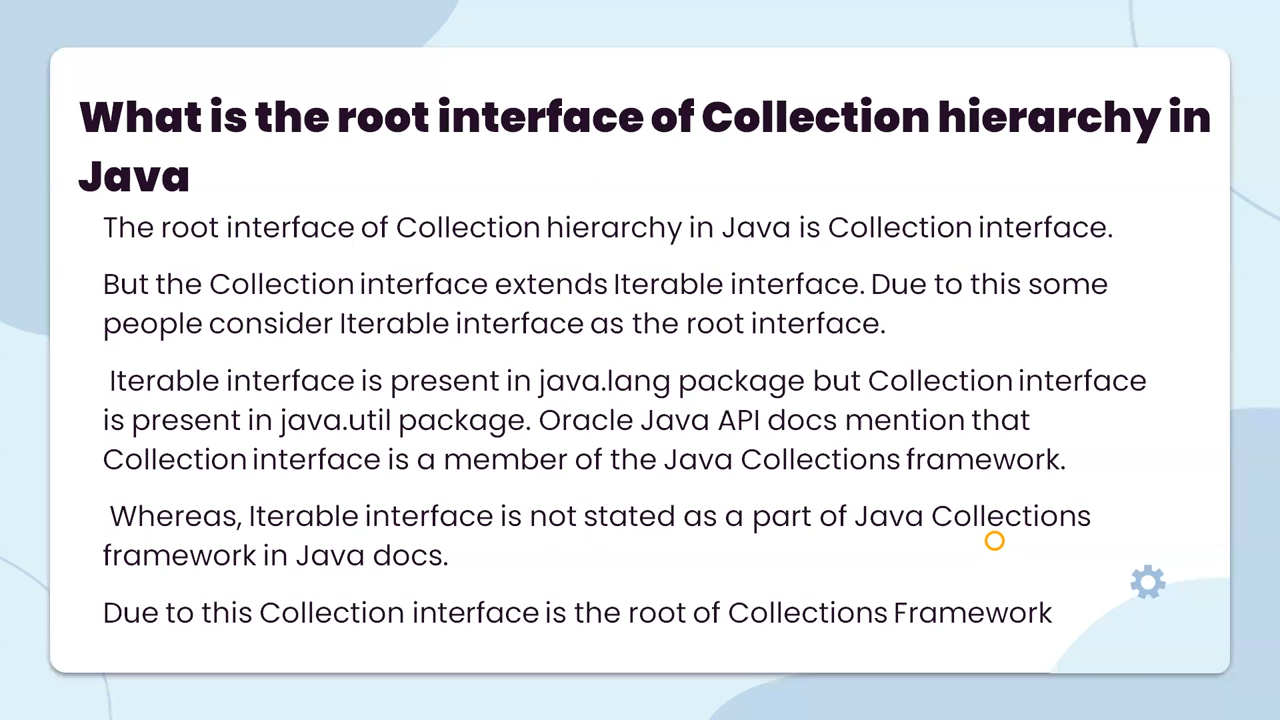 What is the root interface of Collection hierarchy in
Java
The root interface of Collection hierarchy in Java is Collection interface.
But the Collection interface extends Iterable interface. Due to this some
people consider Iterable interface as the root interface.
Iterable interface is present in java.lang package but Collection interface
is present in java.util package. Oracle Java API docs mention that
Collection interface is a member of the Java Collections framework.
Whereas, Iterable interface is not stated as a part of Java Collections
framework in Java docs.
Due to this Collection interface is the root of Collections Framework